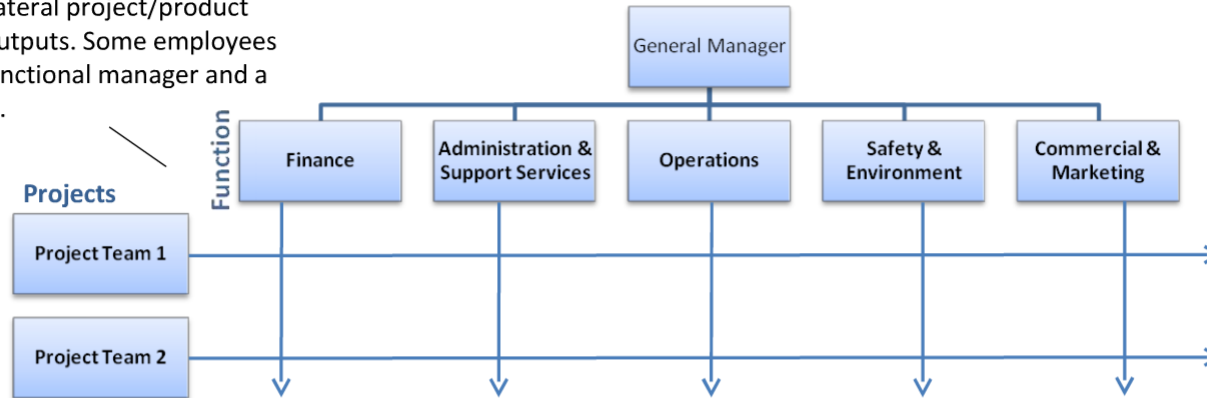 ateral project/product
utputs. Some employees
nctional manager and a
.
General Manager
Function
Finance
Administration &
Support Services
Operations
Safety &
Environment
Commercial &
Marketing
Projects
Project Team 1
Project Team 2